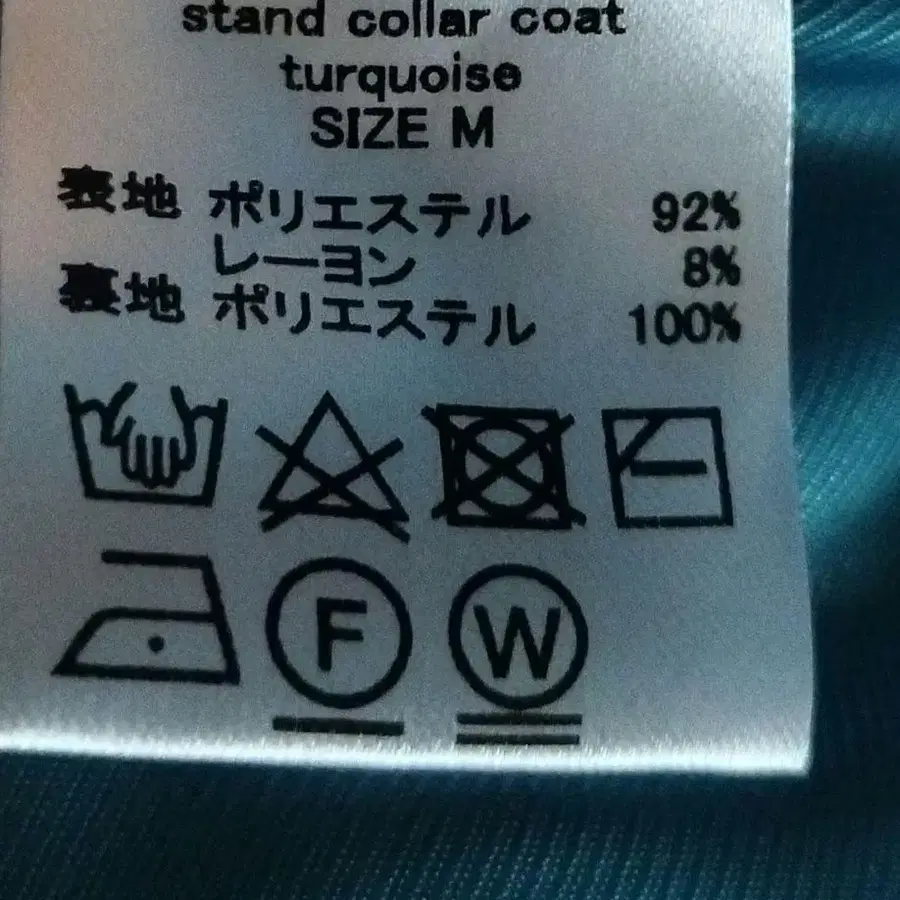 stand collar coat
turquoise
SIZE M
表地 ポリエステル 92%
レーヨン 8%
裏地 ポリエステル 100%
F W